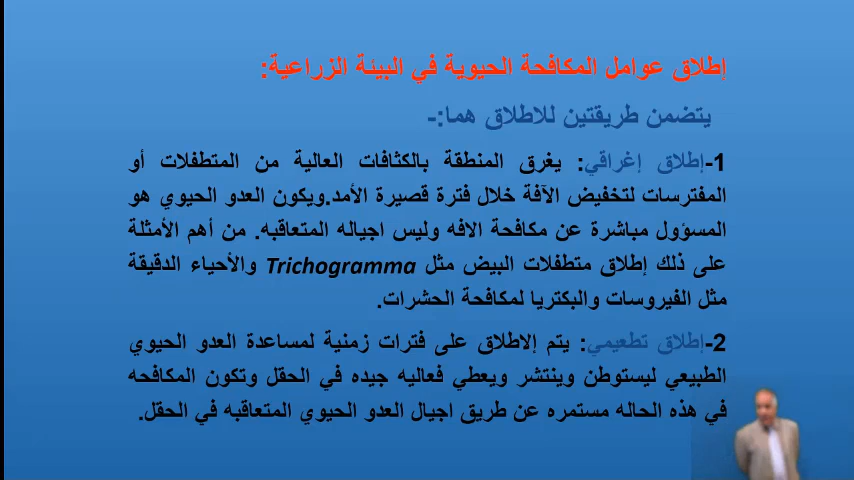 إطلاق عوامل المكافحة الحيوية في البيئة الزراعية:
يتضمن طريقتين للاطلاق هما:-
1-إطلاق إغراقي: يغرق المنطقة بالكثافات العالية من المتطفلات أو
المفترسات لتخفيض الآفة خلال فترة قصيرة الأمد.ويكون العدو الحيوي هو
المسؤول مباشرة عن مكافحة الافه وليس اجياله المتعاقبه. من أهم الأمثلة
على ذلك إطلاق متطفلات البيض مثل Trichogramma والأحياء الدقيقة
مثل الفيروسات والبكتريا لمكافحة الحشرات.
2-إطلاق تطعيمي: يتم إلاطلاق على فترات زمنية لمساعدة العدو الحيوي
الطبيعي ليستوطن وينتشر ويعطي فعاليه جيده في الحقل وتكون المكافحه
في هذه الحاله مستمره عن طريق اجيال العدو الحيوي المتعاقبه في الحقل.